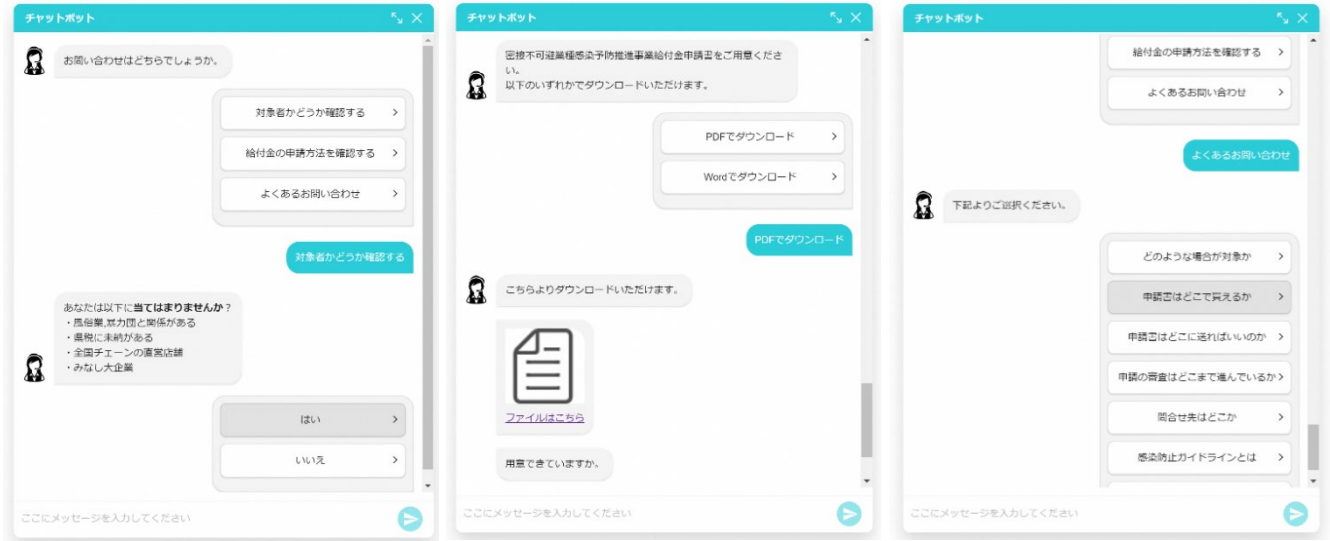 チャットボット
お問い合わせはどちらでしょうか。
対象者かどうか確認する
給付金の申請方法を確認する
よくあるお問い合わせ
対象者かどうか確認する
あなたは以下に当てはまりませんか?
・風俗業,暴力団と関係がある
・県税に未納がある
・全国チェーンの直営店舗
・みなし大企業
はい
いいえ
ここにメッセージを入力してください
チャットボット
密接不可避業種感染予防推進事業給付金申請書をご用意くださ
い。
以下のいずれかでダウンロードいただけます。
PDFでダウンロード
Wordでダウンロード
PDFでダウンロード
こちらよりダウンロードいただけます。
ファイルはこちら
用意できていますか。
ここにメッセージを入力してください
チャットボット
給付金の申請方法を確認する
よくあるお問い合わせ
よくあるお問い合わせ
下記よりご選択ください。
どのような場合が対象か
申請書はどこで貰えるか
申請書はどこに送ればいいのか
申請の審査はどこまで進んでいるか
問合せ先はどこか
感染防止ガイドラインとは
ここにメッセージを入力してください